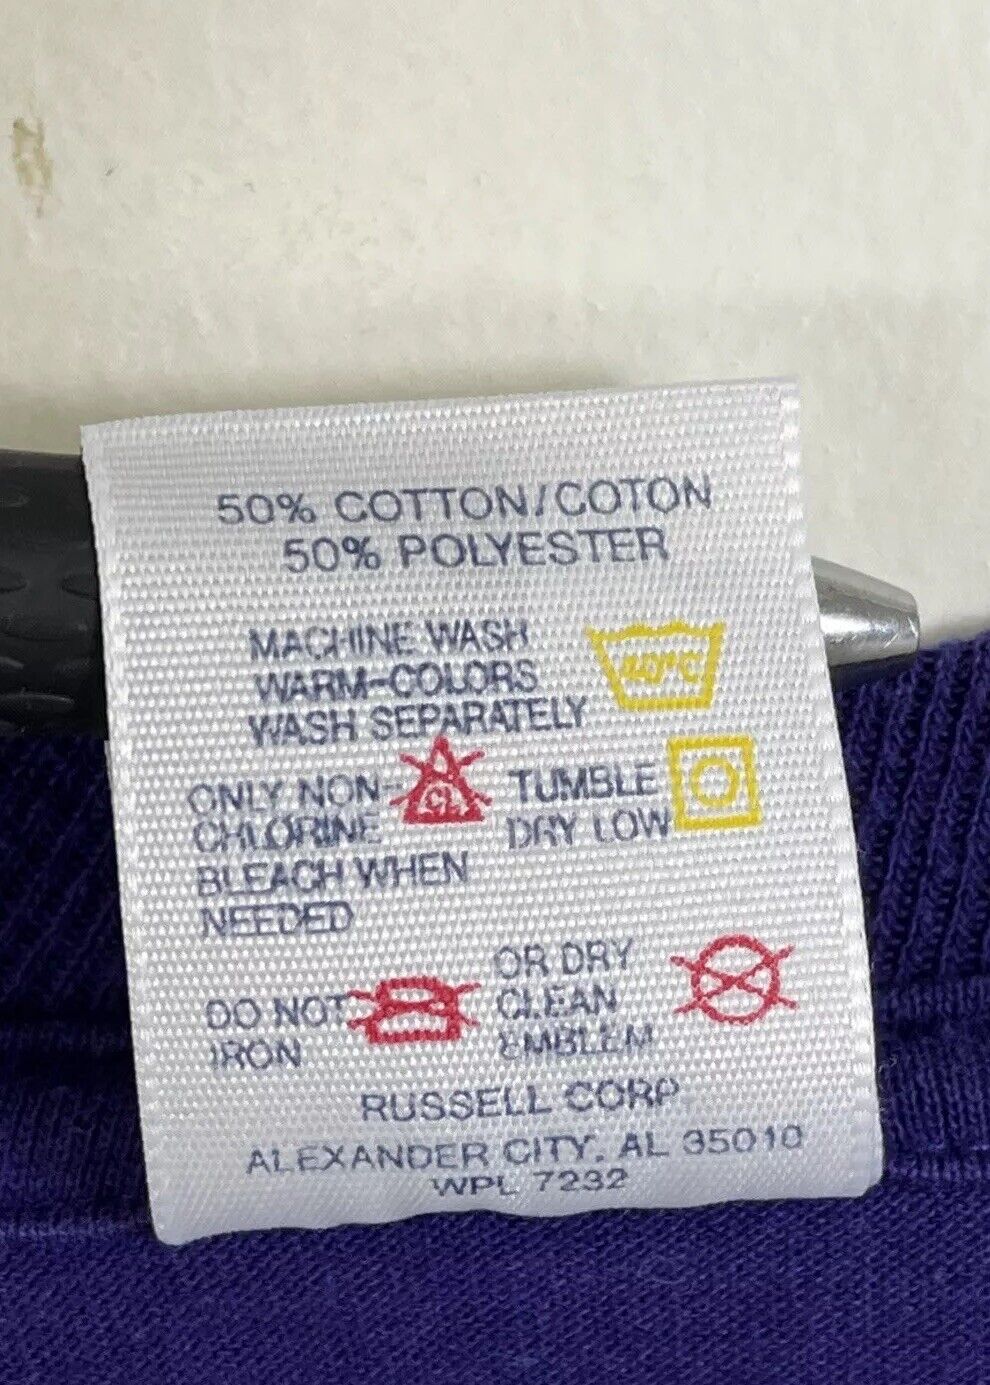 50% COTTON/COTON
50% POLYESTER
MACHINE WASH
WARM-COLORS
WASH SEPARATELY
40°C
ONLY NON-
CHLORINE
BLEACH WHEN
NEEDED
CL
TUMBLE
DRY LOW
DO NOT
IRON
OR DRY
CLEAN
EMBLEM
RUSSELL CORP.
ALEXANDER CITY, AL 35010
WPL 7232